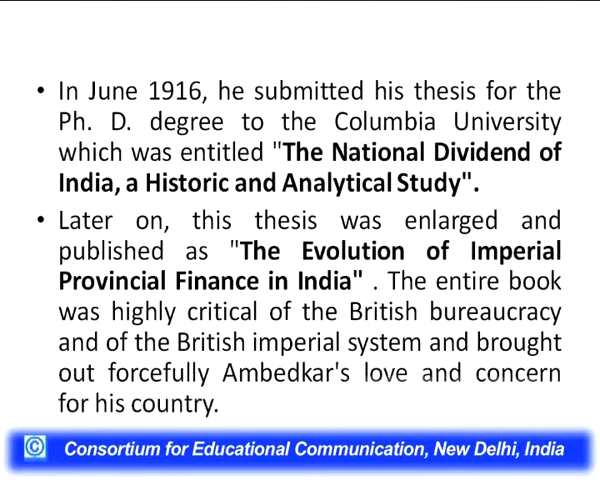 • In June 1916, he submitted his thesis for the
Ph. D. degree to the Columbia University
which was entitled "The National Dividend of
India, a Historic and Analytical Study".
• Later on, this thesis was enlarged and
published as "The Evolution of Imperial
Provincial Finance in India" . The entire book
was highly critical of the British bureaucracy
and of the British imperial system and brought
out forcefully Ambedkar's love and concern
for his country.
© Consortium for Educational Communication, New Delhi, India